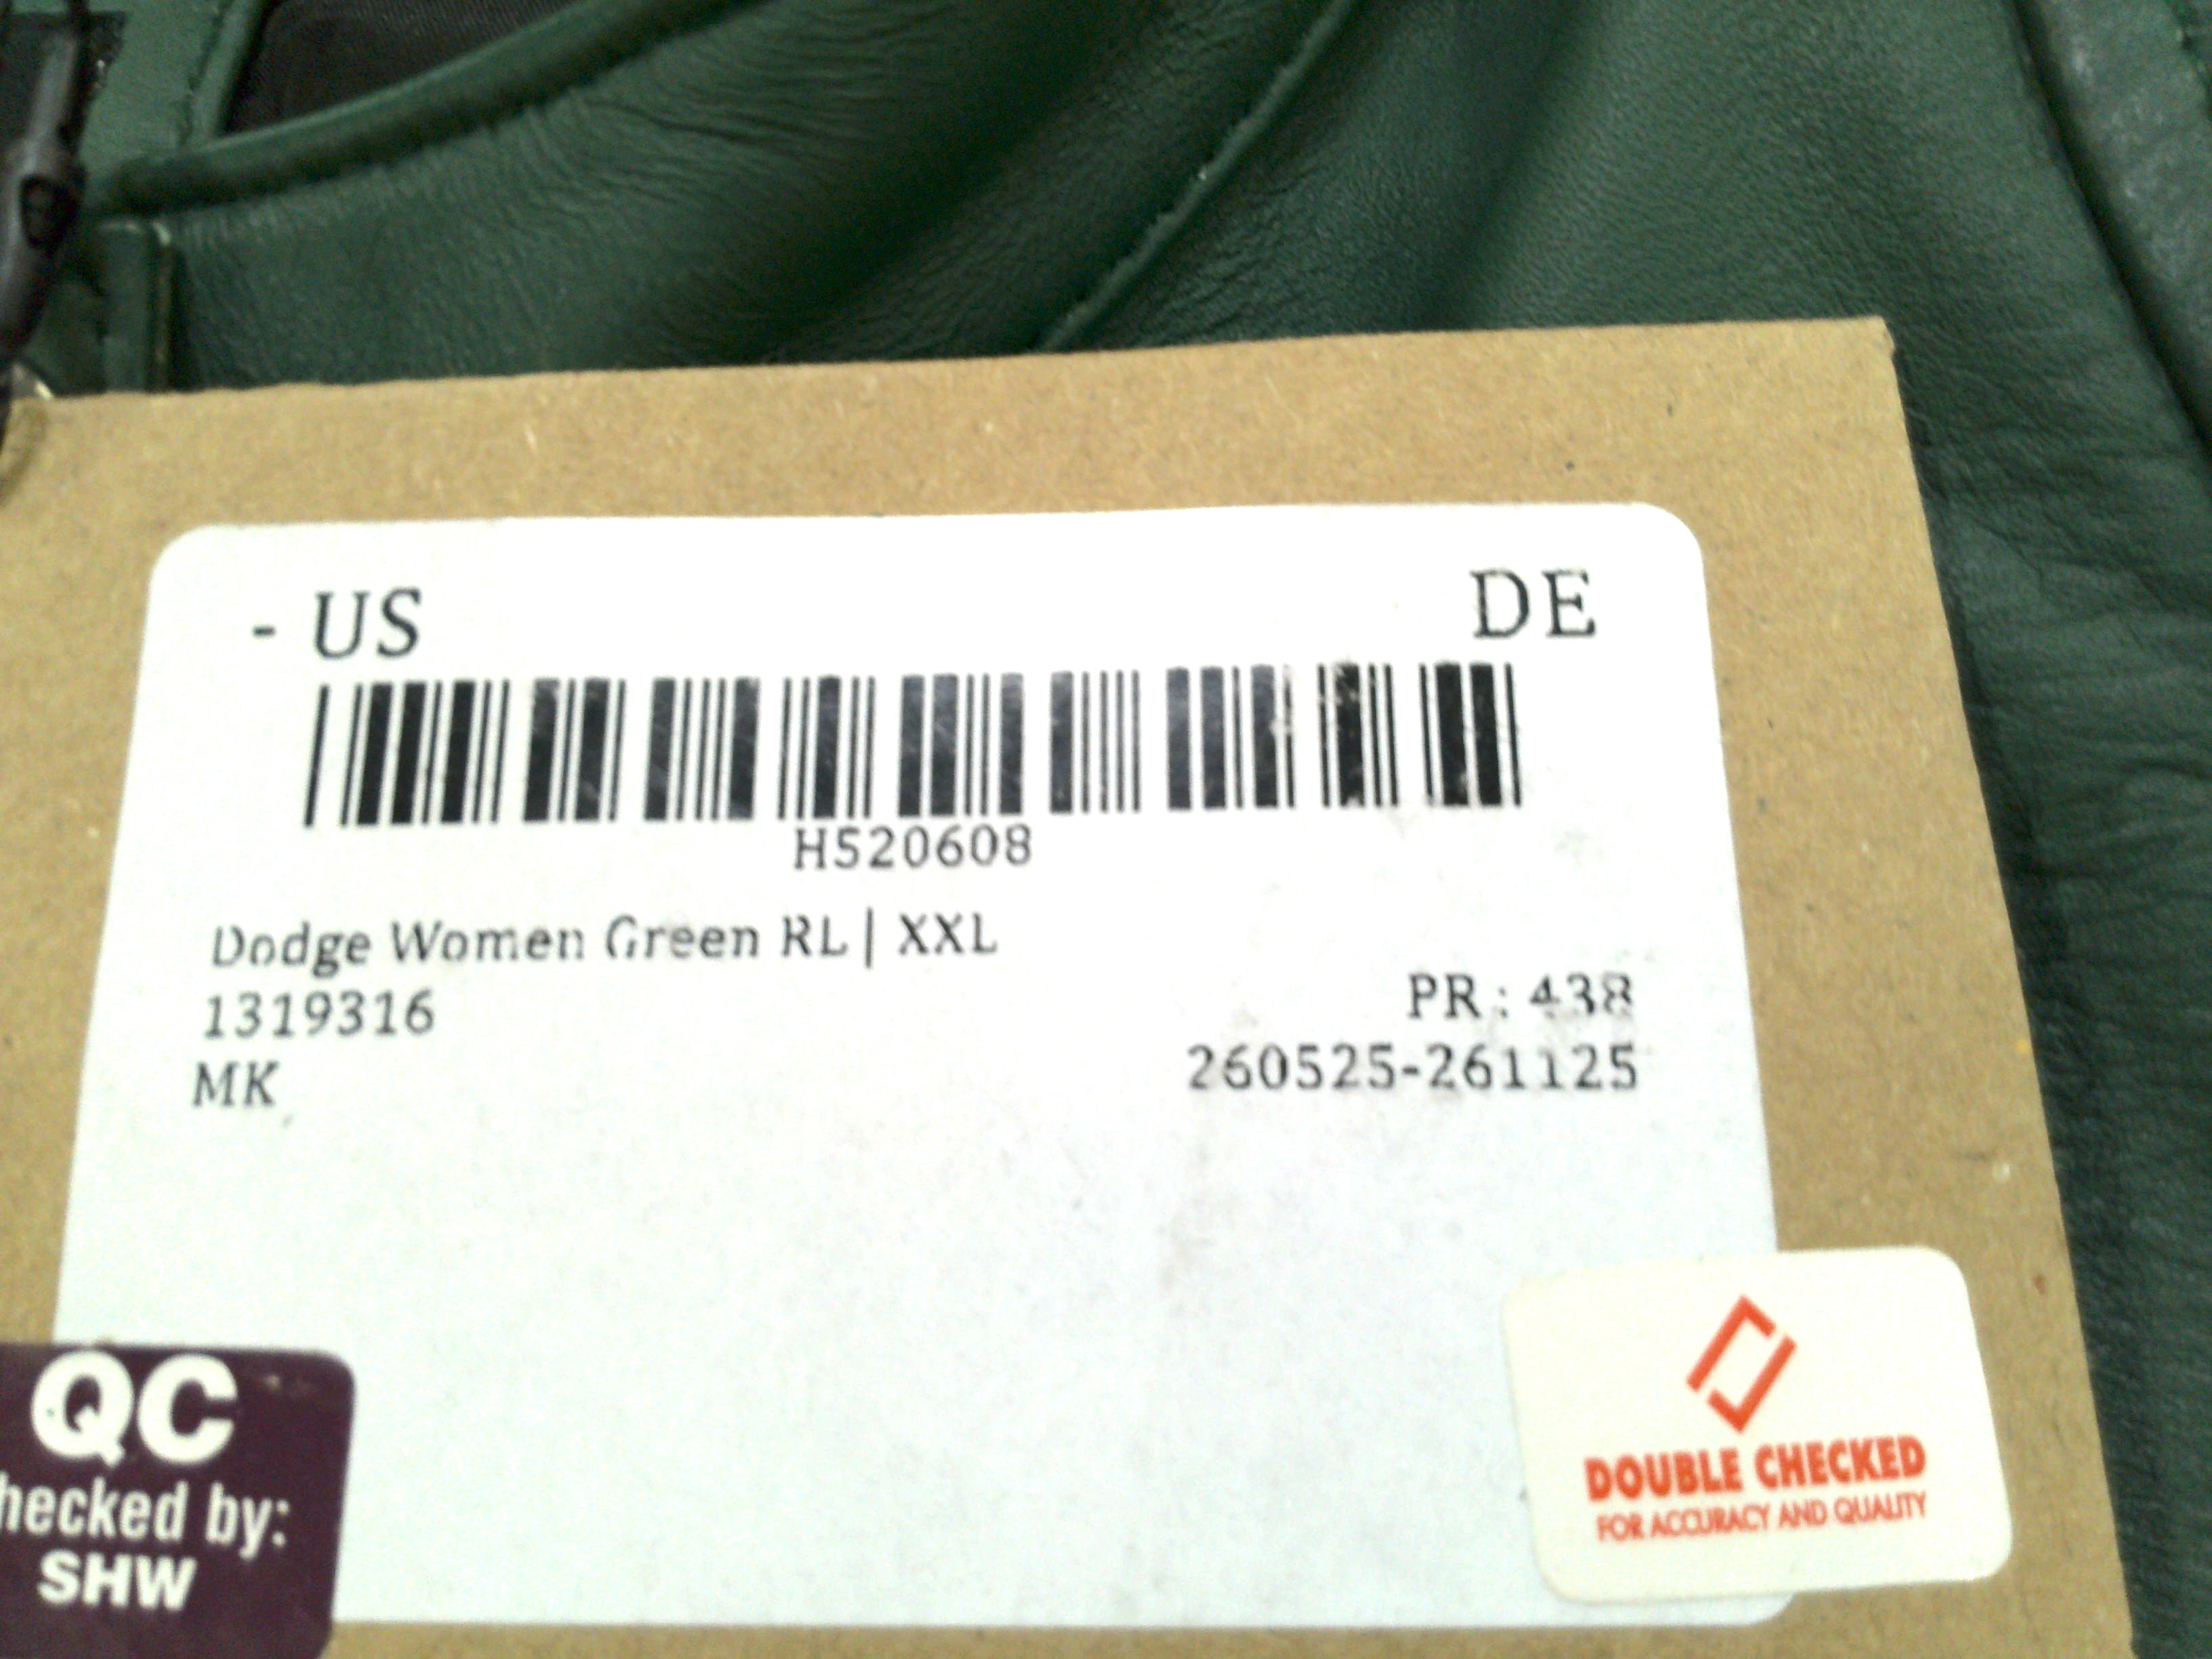 - US DE
H520608
Dodge Women Green RL | XXL
1319316
PR : 438
MK
260525-261125
QC
hecked by:
SHW
DOUBLE CHECKED
FOR ACCURACY AND QUALITY